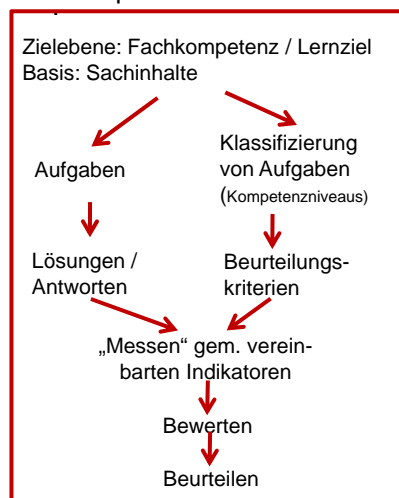 Zielebene: Fachkompetenz / Lernziel
Basis: Sachinhalte
Aufgaben
Klassifizierung
von Aufgaben
(Kompetenzniveaus)
Lösungen /
Antworten
Beurteilungs-
kriterien
„Messen“ gem. verein-
barten Indikatoren
Bewerten
Beurteilen